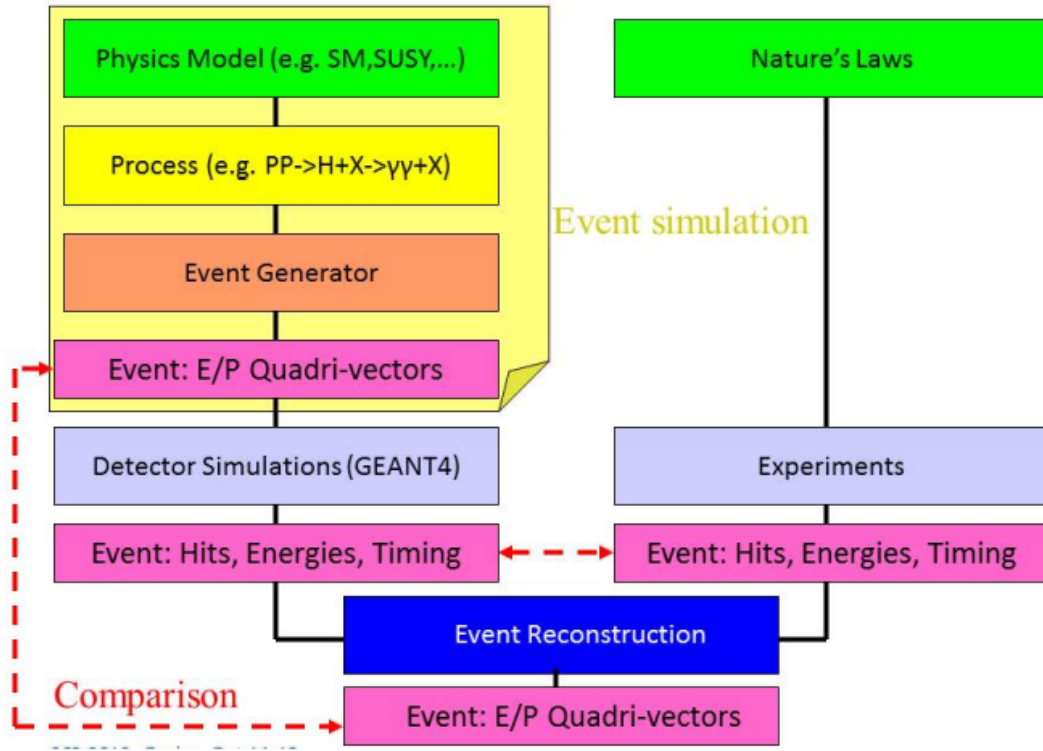 Physics Model (e.g. SM,SUSY,...)
Nature's Laws
Process (e.g. PP->H+X->γγ+X)
Event simulation
Event Generator
Event: E/P Quadri-vectors
Detector Simulations (GEANT4)
Experiments
Event: Hits, Energies, Timing
Event: Hits, Energies, Timing
Event Reconstruction
Comparison
Event: E/P Quadri-vectors